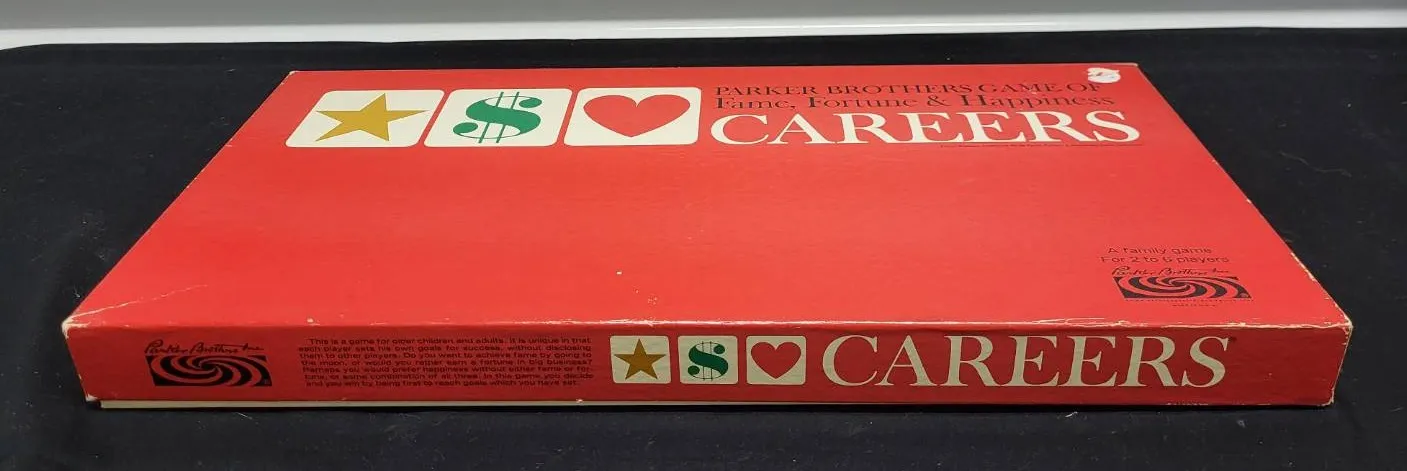 PARKER BROTHERS GAME OF
Fame, Fortune & Happiness
$
CAREERS
A family game
For 2 to 6 players
Parker Brothers Inc.
Parker Brothers Inc.
This is a game for older children and adults. It is unique in that
each player sets his own goals for success, without disclosing
them to other players. Do you want to achieve fame by going to
the moon, or would you rather earn a fortune in big business?
Perhaps you would prefer happiness without either fame or for-
tune, or some combination of all three. In this game you decide
and you win by being first to reach goals which you have set.
$
CAREERS